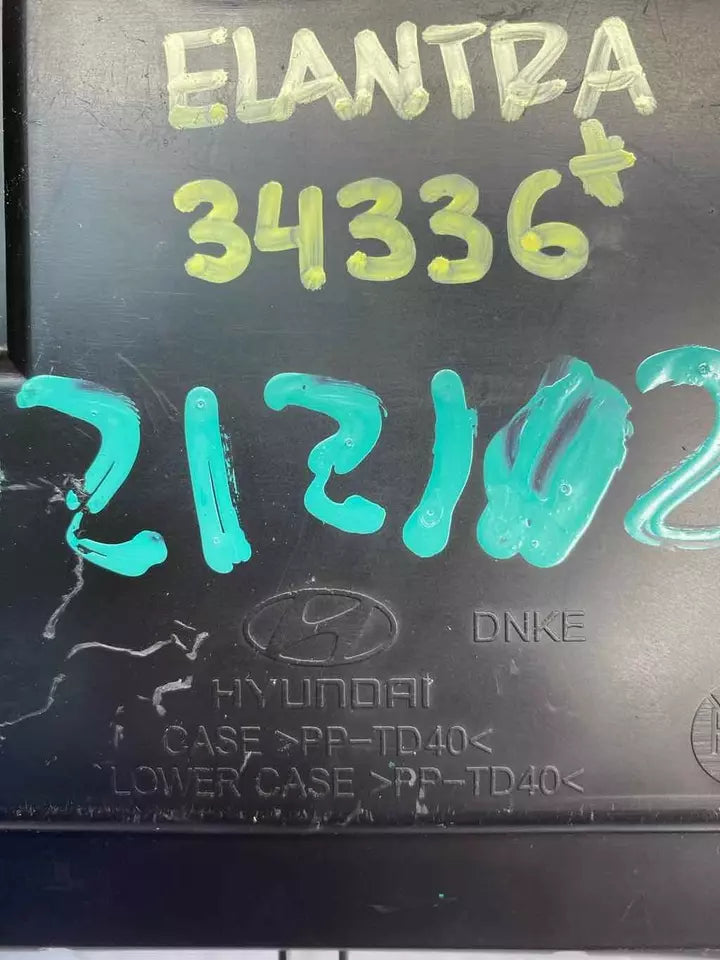 ELANTRA
34336+
212102
DNKE
HYUNDAI
CASE >PP-TD40<
LOWER CASE >PP-TD40<